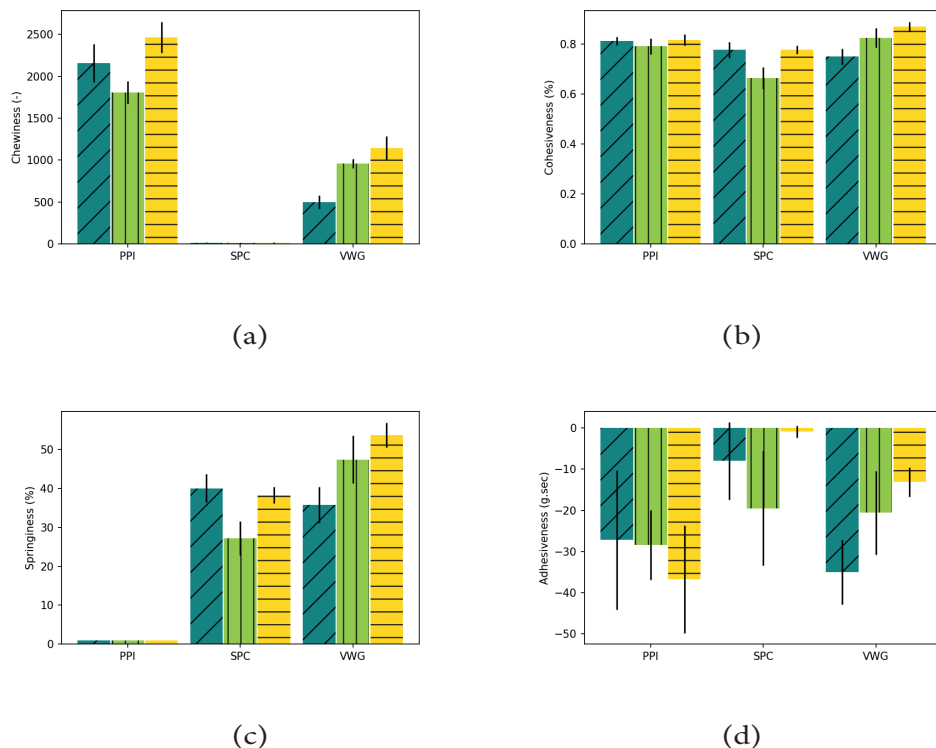 2500
2000
1500
1000
500
0
Chewiness (-)
PPI SPC VWG
(a)
0.8
0.6
0.4
0.2
0.0
Cohesiveness (%)
PPI SPC VWG
(b)
50
40
30
20
10
0
Springiness (%)
PPI SPC VWG
(c)
0
−10
−20
−30
−40
−50
Adhesiveness (g.sec)
PPI SPC VWG
(d)